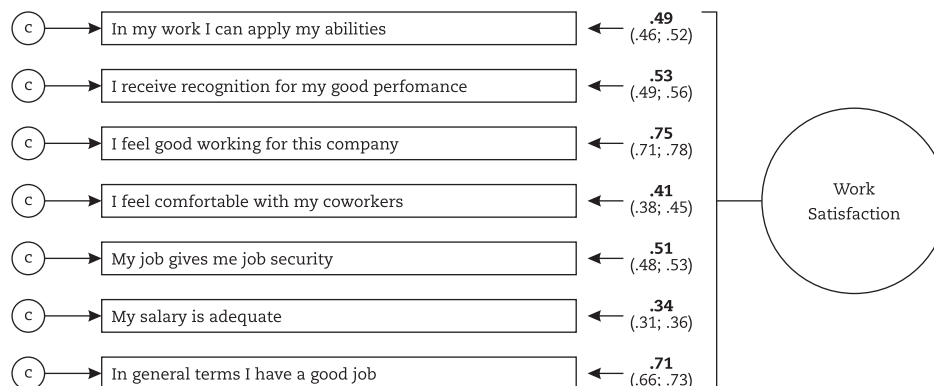 c In my work I can apply my abilities .49
(.46; .52)
c I receive recognition for my good perfomance .53
(.49; .56)
c I feel good working for this company .75
(.71; .78)
c I feel comfortable with my coworkers .41
(.38; .45)
c My job gives me job security .51
(.48; .53)
c My salary is adequate .34
(.31; .36)
c In general terms I have a good job .71
(.66; .73)
Work
Satisfaction